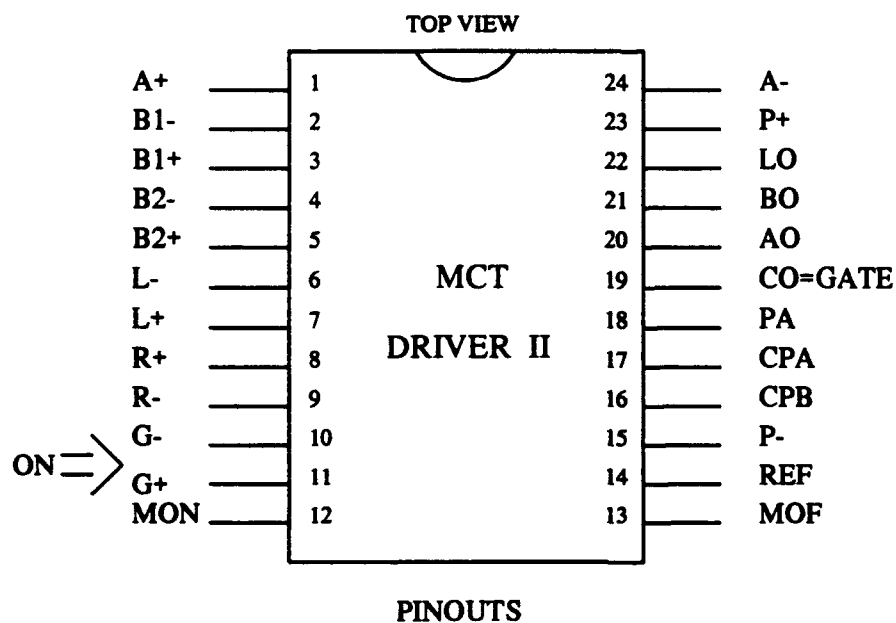 TOP VIEW
A+ 1 24 A-
B1- 2 23 P+
B1+ 3 22 LO
B2- 4 21 BO
B2+ 5 20 AO
L- 6 MCT 19 CO=GATE
L+ 7 18 PA
R+ 8 DRIVER II 17 CPA
R- 9 16 CPB
G- 10 15 P-
ON G+ 11 14 REF
MON 12 13 MOF
PINOUTS